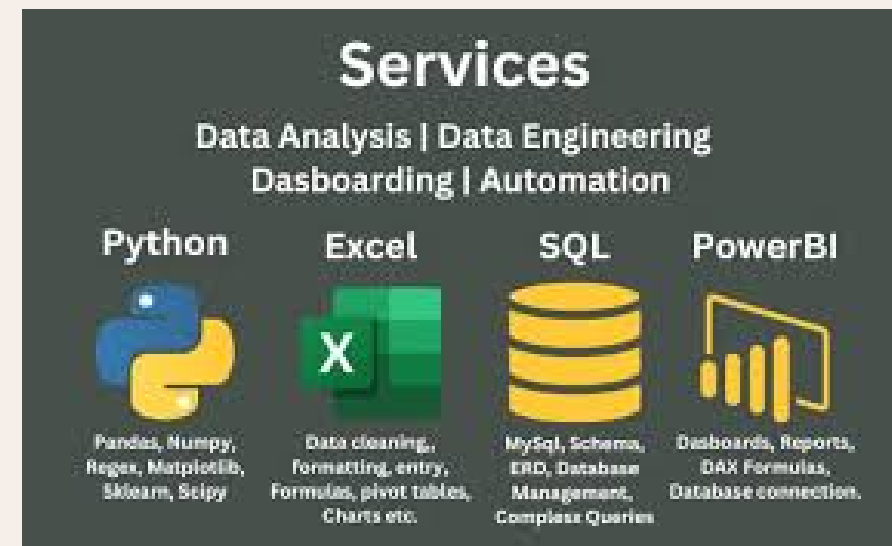 Services
Data Analysis | Data Engineering
Dasboarding | Automation
Python
Excel
SQL
PowerBI
X
Pandas, Numpy,
Regex, Matplotlib,
Sklearn, Scipy
Data cleaning,,
formatting, entry,
Formulas, pivot tables,
Charts etc.
MySql, Schema,
ERD, Database
Management,
Complesx Queries
Dasboards, Reports,
DAX Formulas,
Database connection.